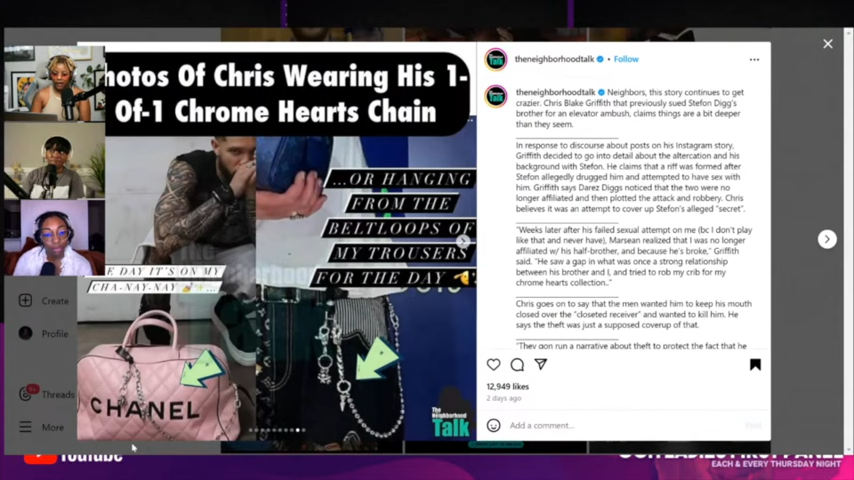 hotos Of Chris Wearing His 1-
Of-1 Chrome Hearts Chain
...OR HANGING
FROM THE
BELTLOOPS OF
MY TROUSERS
FOR THE DAY
E DAY IT'S ON MY
CHA-NAY-NAY
CHANEL
The
Neighborhood
Talk
Create
Profile
9+
Threads
More
theneighborhoodtalk Follow
theneighborhoodtalk Neighbors, this story continues to get
crazier. Chris Blake Griffith that previously sued Stefon Digg's
brother for an elevator ambush, claims things are a bit deeper
than they seem.
In response to discourse about posts on his Instagram story,
Griffith decided to go into detail about the altercation and his
background with Stefon. He claims that a riff was formed after
Stefon allegedly drugged him and attempted to have sex with
him. Griffith says Darez Diggs noticed that the two were no
longer affiliated and then plotted the attack and robbery. Chris
believes it was an attempt to cover up Stefon's alleged "secret".
"Weeks later after his failed sexual attempt on me (bc I don't play
like that and never have), Marsean realized that I was no longer
affiliated w/ his half-brother, and because he's broke," Griffith
said. "He saw a gap in what was once a strong relationship
between his brother and I, and tried to rob my crib for my
chrome hearts collection.."
Chris goes on to say that the men wanted him to keep his mouth
closed over the "closeted receiver" and wanted to kill him. He
says the theft was just a supposed coverup of that.
"They gon run a narrative about theft to protect the fact that he
12,949 likes
2 days ago
Add a comment...
Post
YouTube
EACH & EVERY THURSDAY NIGHT